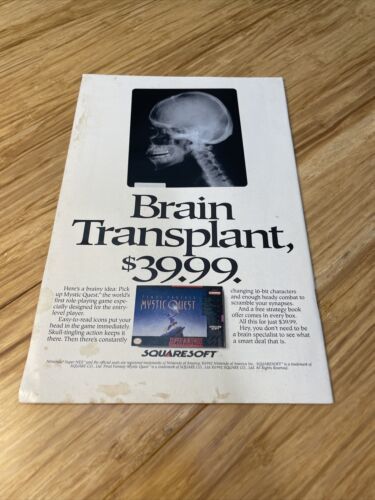 Brain
Transplant,
$39.99.
Here's a brainy idea: Pick
up Mystic Quest,™ the world's
first role playing game espe-
cially designed for the entry-
level player.
Easy-to-read icons put your
head in the game immediately.
Skull-tingling action keeps it
there. Then there's constantly
FINAL FANTASY
MYSTIC QUEST
SUPER NINTENDO
changing 16-bit characters
and enough heady combat to
scramble your synapses.
And a free strategy book
offer comes in every box.
All this for just $39.99.
Hey, you don't need to be
a brain specialist to see what
a smart deal that is.
SQUARESOFT